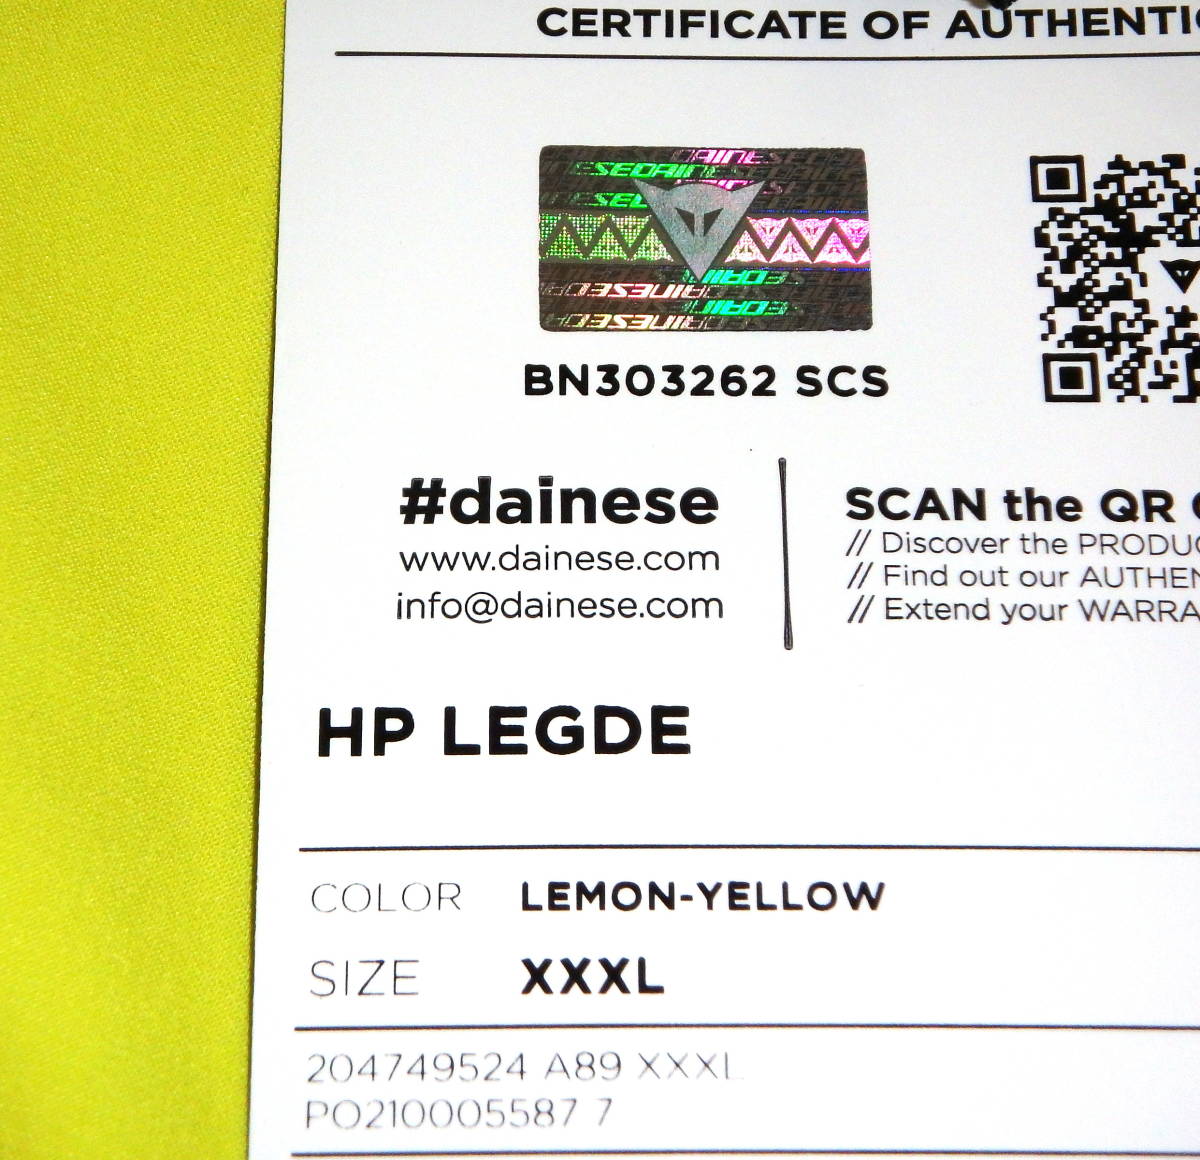 CERTIFICATE OF AUTHENTI
BN303262 SCS
#dainese
www.dainese.com
info@dainese.com
SCAN the QR
// Discover the PRODUC
// Find out our AUTHEN
// Extend your WARRA
HP LEGDE
COLOR LEMON-YELLOW
SIZE XXXL
204749524 A89 XXXL
PO210005587 7